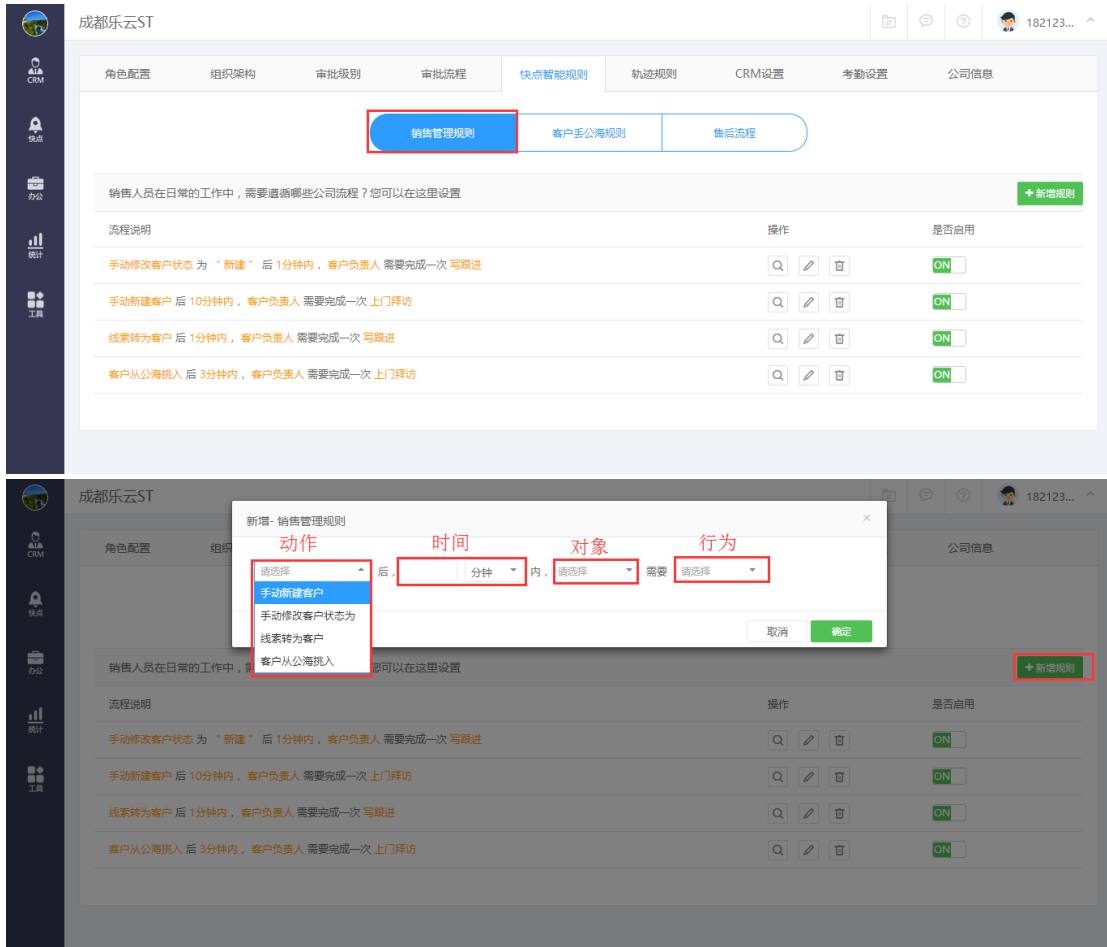 成都乐云ST
182123...
CRM
快点
办公
统计
工具
角色配置 组织架构 审批级别 审批流程 快点智能规则 轨迹规则 CRM设置 考勤设置 公司信息
销售管理规则 客户丢公海规则 售后流程
销售人员在日常的工作中，需要遵循哪些公司流程？您可以在这里设置 +新增规则
流程说明 操作 是否启用
手动修改客户状态 为 “ 新建 ” 后 1分钟内， 客户负责人 需要完成一次 写跟进 ON
手动新建客户 后 10分钟内， 客户负责人 需要完成一次 上门拜访 ON
线索转为客户 后 1分钟内， 客户负责人 需要完成一次 写跟进 ON
客户从公海挑入 后 3分钟内， 客户负责人 需要完成一次 上门拜访 ON
成都乐云ST
182123...
CRM
快点
办公
统计
工具
角色配置 组织 公司信息
新增- 销售管理规则 ×
动作 时间 对象 行为
请选择 后， 分钟 内， 请选择 需要 请选择
手动新建客户
手动修改客户状态为
线索转为客户
客户从公海挑入
取消 确定
销售人员在日常的工作中，需 您可以在这里设置 +新增规则
流程说明 操作 是否启用
手动修改客户状态 为 “ 新建 ” 后 1分钟内， 客户负责人 需要完成一次 写跟进 ON
手动新建客户 后 10分钟内， 客户负责人 需要完成一次 上门拜访 ON
线索转为客户 后 1分钟内， 客户负责人 需要完成一次 写跟进 ON
客户从公海挑入 后 3分钟内， 客户负责人 需要完成一次 上门拜访 ON